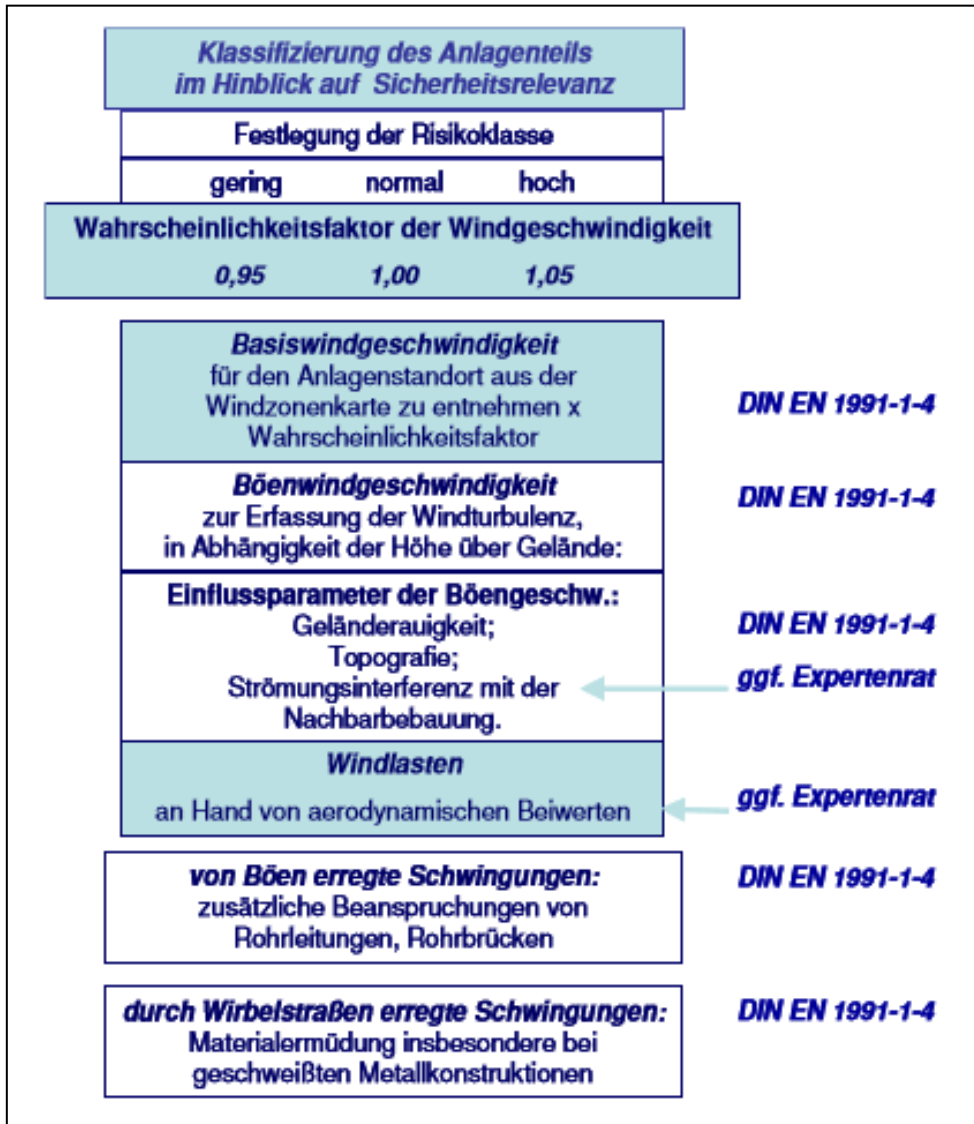 Klassifizierung des Anlagenteils
im Hinblick auf Sicherheitsrelevanz
Festlegung der Risikoklasse
gering normal hoch
Wahrscheinlichkeitsfaktor der Windgeschwindigkeit
0,95 1,00 1,05
Basiswindgeschwindigkeit
für den Anlagenstandort aus der
Windzonenkarte zu entnehmen x
Wahrscheinlichkeitsfaktor
DIN EN 1991-1-4
Böenwindgeschwindigkeit
zur Erfassung der Windturbulenz,
in Abhängigkeit der Höhe über Gelände:
DIN EN 1991-1-4
Einflussparameter der Böengeschw.:
Geländerauigkeit;
Topografie;
Strömungsinterferenz mit der
Nachbarbebauung.
DIN EN 1991-1-4
ggf. Expertenrat
Windlasten
an Hand von aerodynamischen Beiwerten
ggf. Expertenrat
von Böen erregte Schwingungen:
zusätzliche Beanspruchungen von
Rohrleitungen, Rohrbrücken
DIN EN 1991-1-4
durch Wirbelstraßen erregte Schwingungen:
Materialermüdung insbesondere bei
geschweißten Metallkonstruktionen
DIN EN 1991-1-4